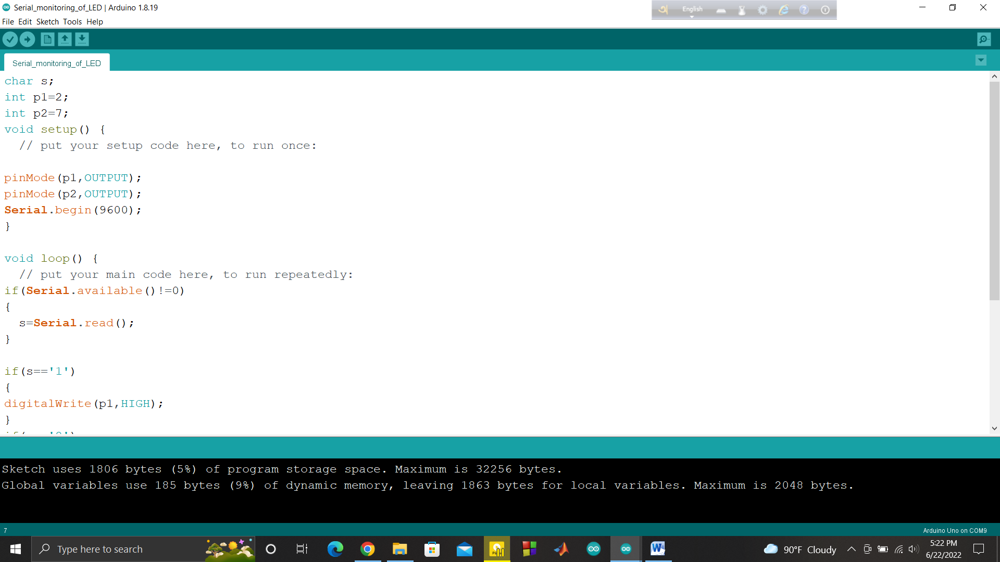 Serial_monitoring_of_LED | Arduino 1.8.19
English
File Edit Sketch Tools Help
Serial_monitoring_of_LED
char s;
int p1=2;
int p2=7;
void setup() {
  // put your setup code here, to run once:
pinMode(p1,OUTPUT);
pinMode(p2,OUTPUT);
Serial.begin(9600);
}
void loop() {
  // put your main code here, to run repeatedly:
if(Serial.available()!=0)
{
  s=Serial.read();
}
if(s=='1')
{
digitalWrite(p1,HIGH);
}
Sketch uses 1806 bytes (5%) of program storage space. Maximum is 32256 bytes.
Global variables use 185 bytes (9%) of dynamic memory, leaving 1863 bytes for local variables. Maximum is 2048 bytes.
7
Arduino Uno on COM9
Type here to search
90°F Cloudy
5:22 PM
6/22/2022